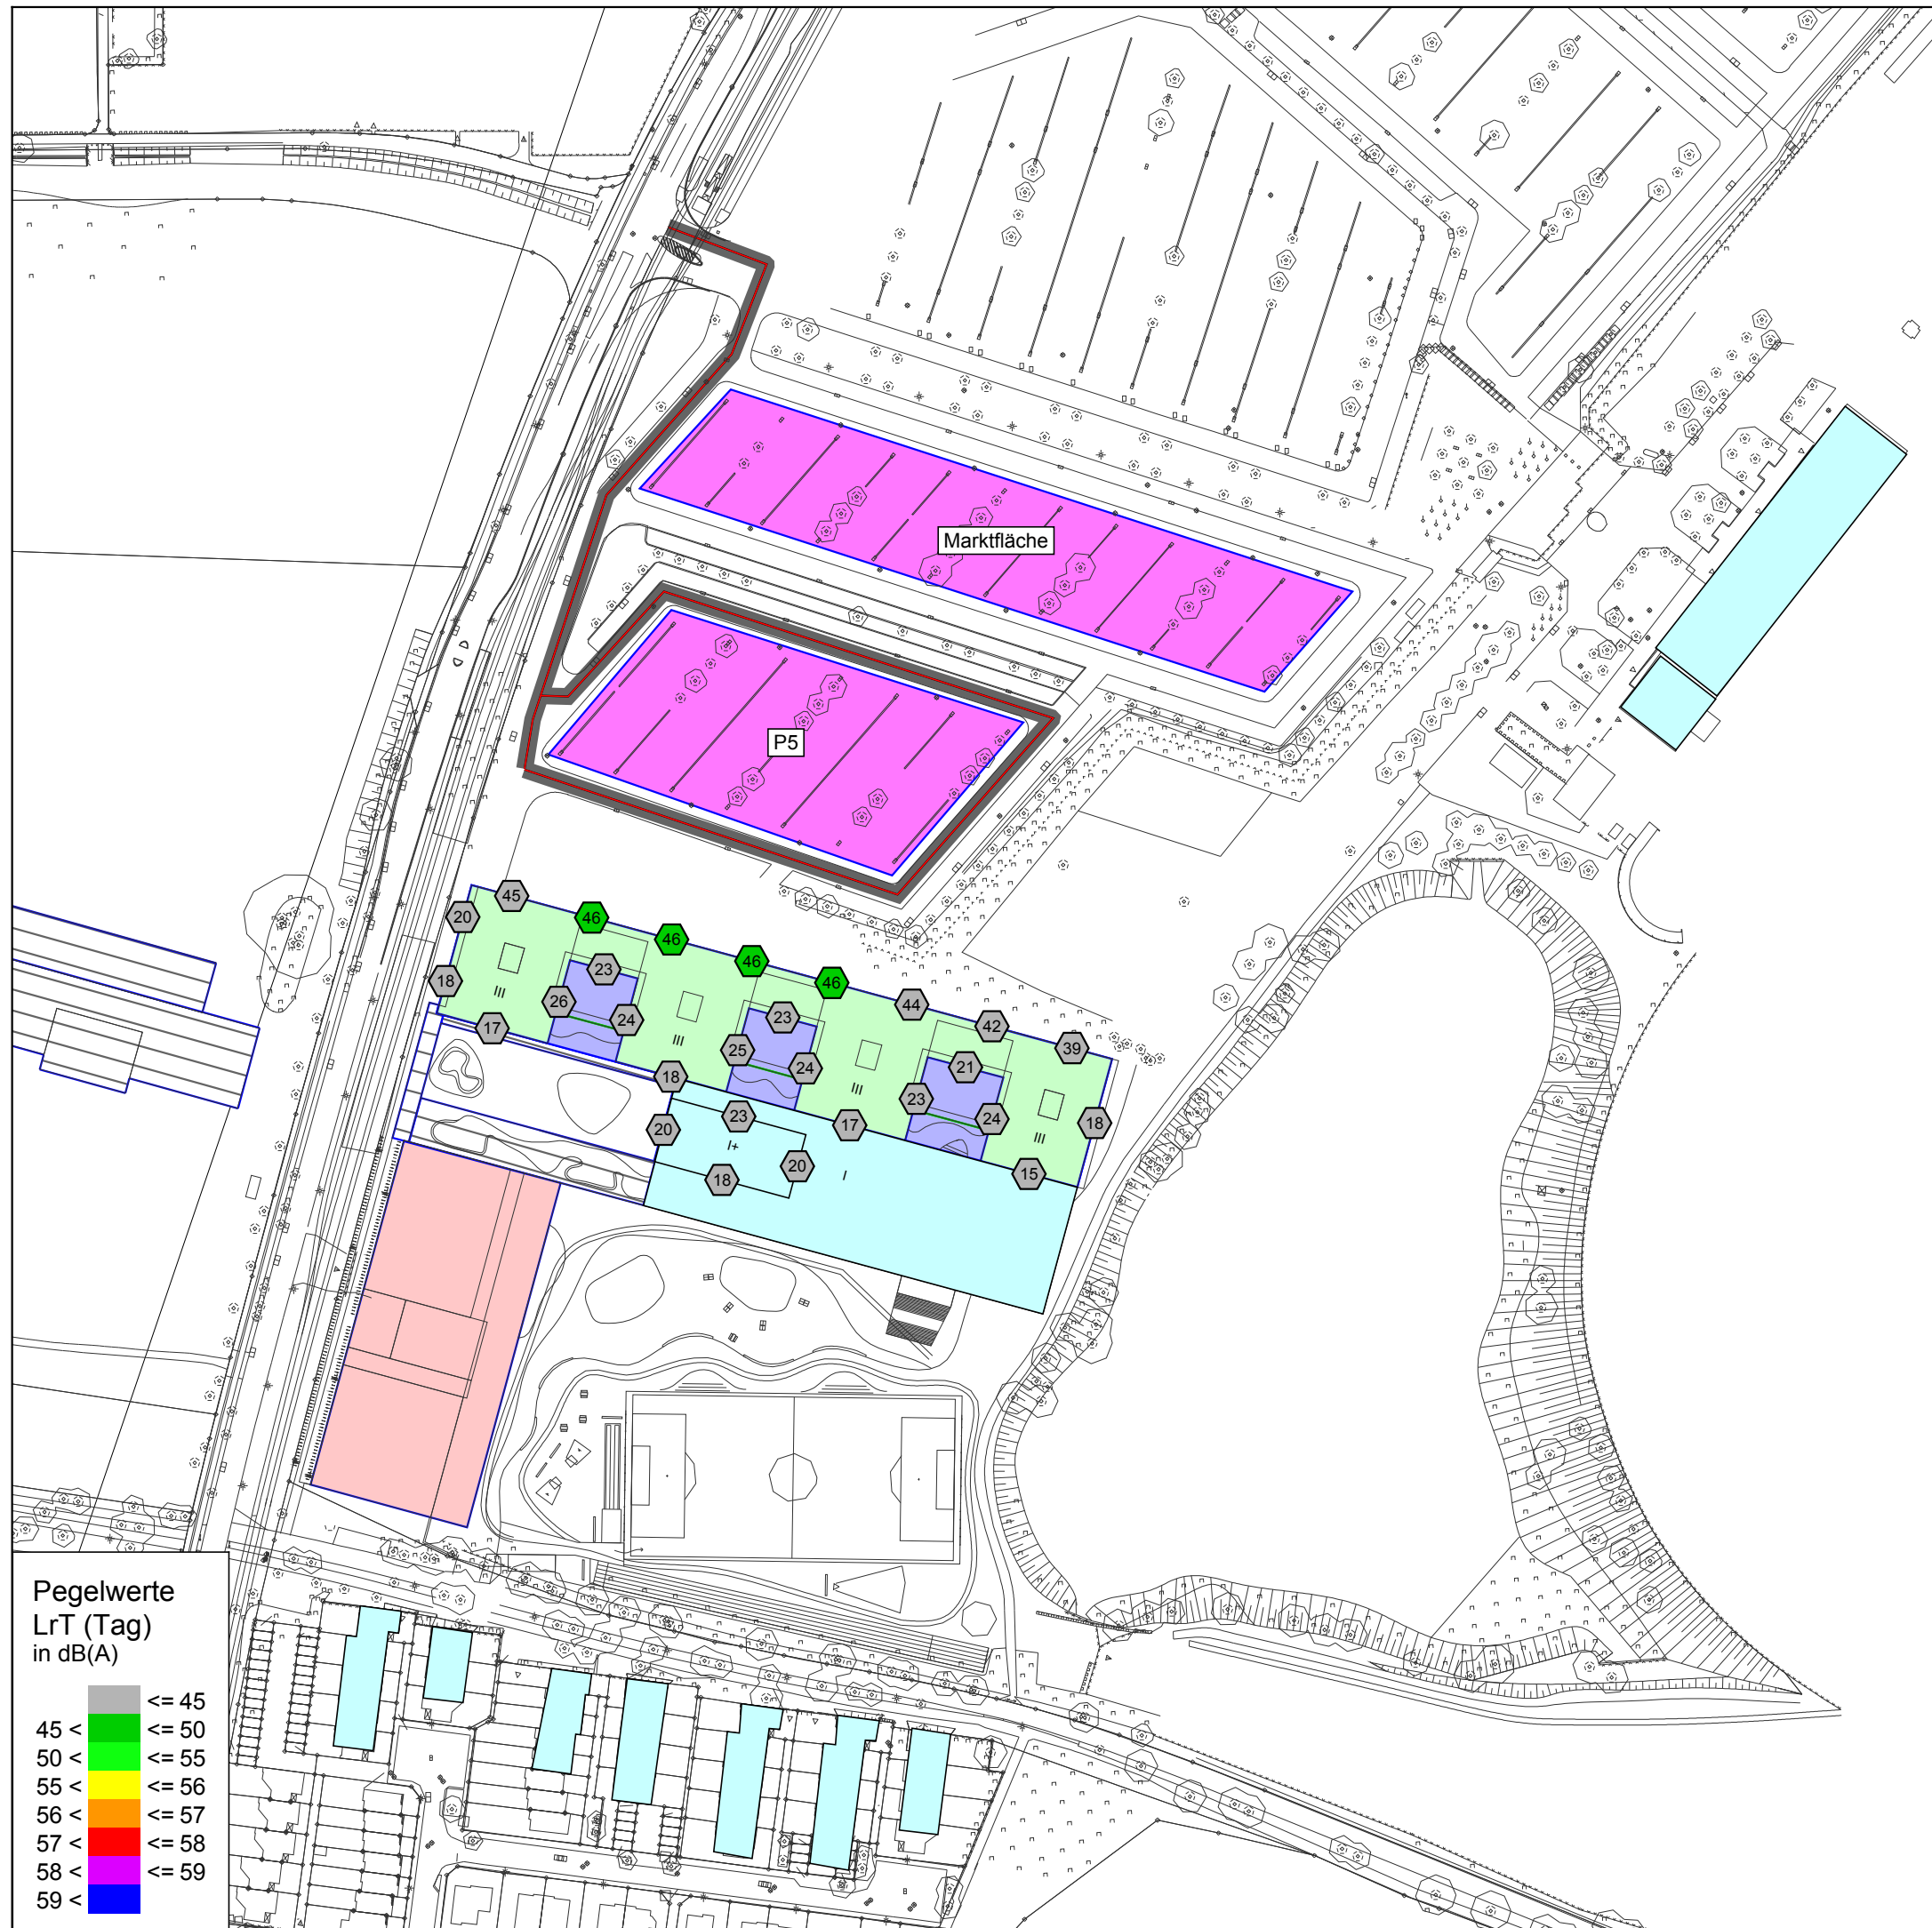 Marktfläche
P5
45
20
46
46
46
46
44
42
39
18
23
26
24
III
17
23
25
24
III
21
23
24
III
III
18
18
20
23
17
I+
20
I
18
15
Pegelwerte
LrT (Tag)
in dB(A)
<= 45
45 < <= 50
50 < <= 55
55 < <= 56
56 < <= 57
57 < <= 58
58 < <= 59
59 <